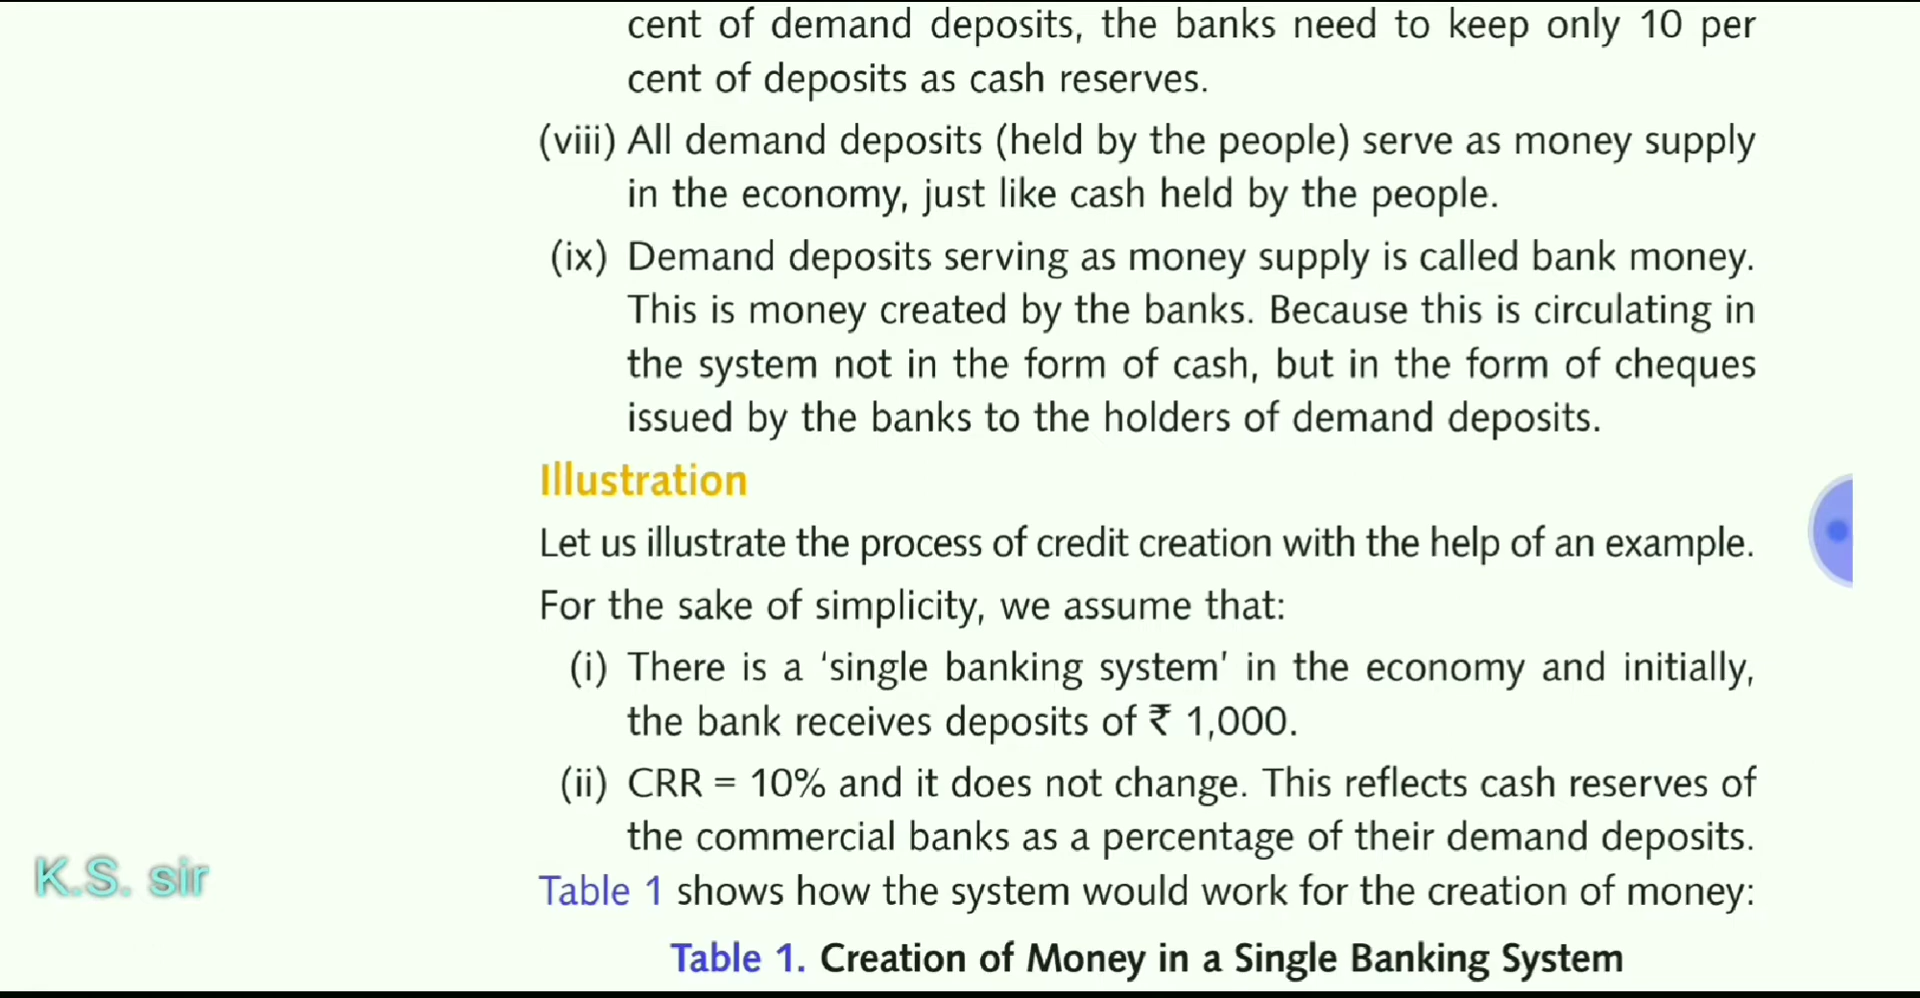 cent of demand deposits, the banks need to keep only 10 per
cent of deposits as cash reserves.
(viii) All demand deposits (held by the people) serve as money supply
in the economy, just like cash held by the people.
(ix) Demand deposits serving as money supply is called bank money.
This is money created by the banks. Because this is circulating in
the system not in the form of cash, but in the form of cheques
issued by the banks to the holders of demand deposits.
Illustration
Let us illustrate the process of credit creation with the help of an example.
For the sake of simplicity, we assume that:
(i) There is a ‘single banking system’ in the economy and initially,
the bank receives deposits of ₹ 1,000.
(ii) CRR = 10% and it does not change. This reflects cash reserves of
the commercial banks as a percentage of their demand deposits.
K.S. sir
Table 1 shows how the system would work for the creation of money:
Table 1. Creation of Money in a Single Banking System